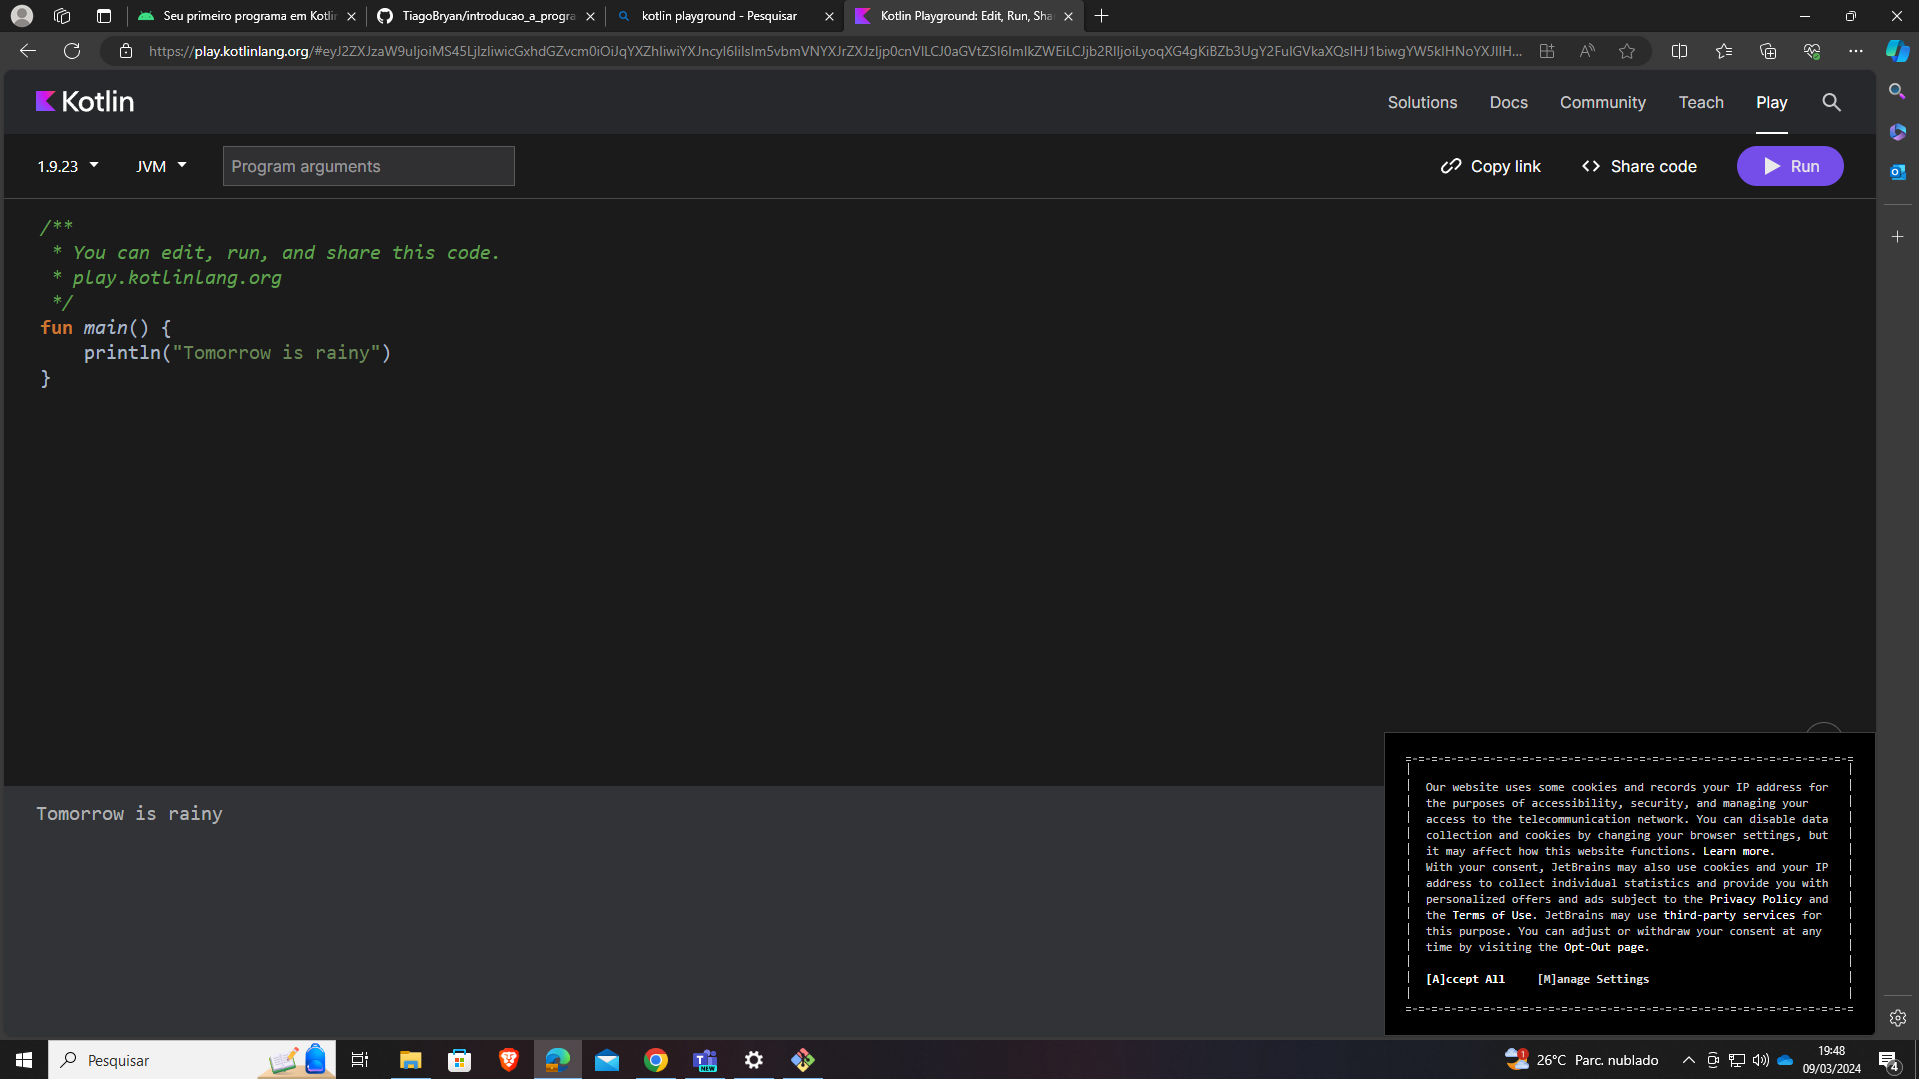 Seu primeiro programa em Kotlin
TiagoBryan/introducao_a_progra
kotlin playground - Pesquisar
Kotlin Playground: Edit, Run, Sha
Kotlin
Solutions
Docs
Community
Teach
Play
1.9.23
JVM
Program arguments
Copy link
Share code
Run
/**
* You can edit, run, and share this code.
* play.kotlinlang.org
*/
fun main() {
println("Tomorrow is rainy")
}
Tomorrow is rainy
Our website uses some cookies and records your IP address for
the purposes of accessibility, security, and managing your
access to the telecommunication network. You can disable data
collection and cookies by changing your browser settings, but
it may affect how this website functions. Learn more.
With your consent, JetBrains may also use cookies and your IP
address to collect individual statistics and provide you with
personalized offers and ads subject to the Privacy Policy and
the Terms of Use. JetBrains may use third-party services for
this purpose. You can adjust or withdraw your consent at any
time by visiting the Opt-Out page.
[A]ccept All [M]anage Settings
Pesquisar
26°C Parc. nublado
19:48
09/03/2024
4